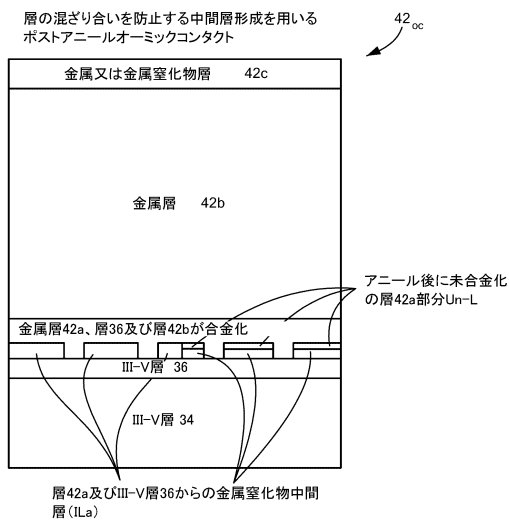 層の混ざり合いを防止する中間層形成を用いる
ポストアニールオーミックコンタクト
42oc
金属又は金属窒化物層 42c
金属層 42b
アニール後に未合金化
の層42a部分Un-L
金属層42a、層36及び層42bが合金化
III-V層 36
III-V層 34
層42a及びIII-V層36からの金属窒化物中間
層(ILa)